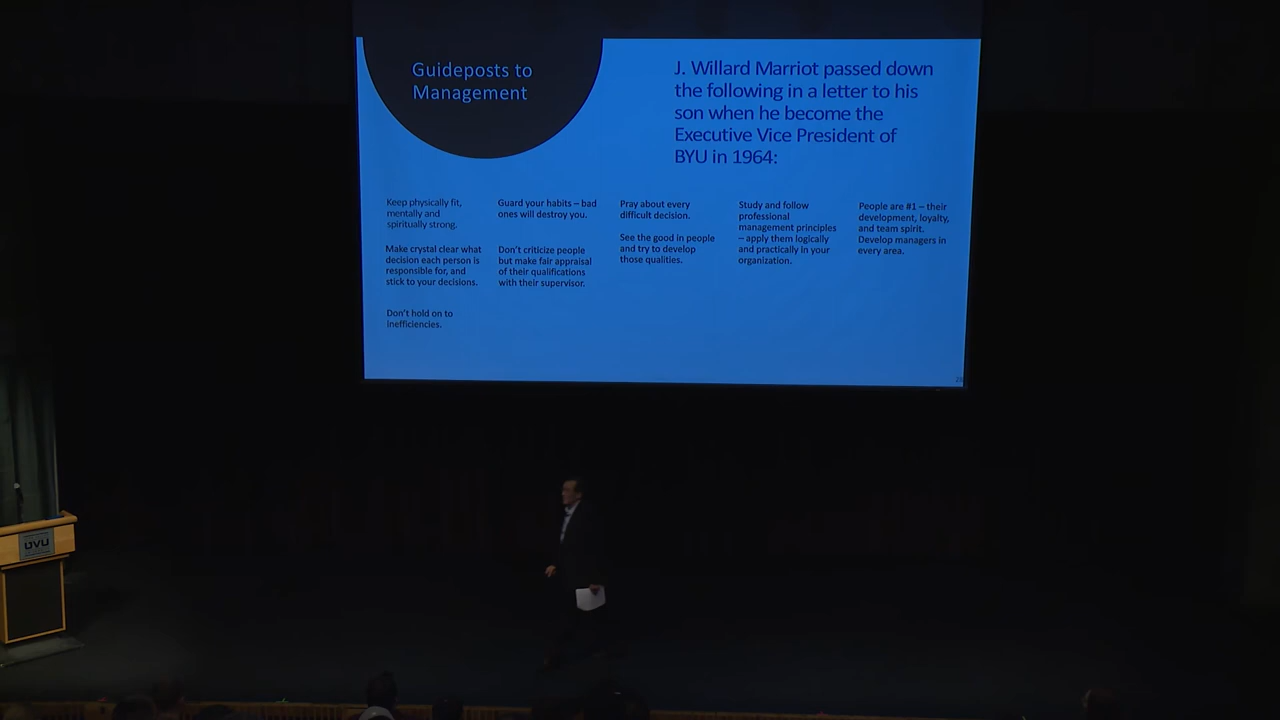 Guideposts to
Management
J. Willard Marriot passed down
the following in a letter to his
son when he become the
Executive Vice President of
BYU in 1964:
Keep physically fit,
mentally and
spiritually strong.
Make crystal clear what
decision each person is
responsible for, and
stick to your decisions.
Don't hold on to
inefficiencies.
Guard your habits – bad
ones will destroy you.
Don't criticize people
but make fair appraisal
of their qualifications
with their supervisor.
Pray about every
difficult decision.
See the good in people
and try to develop
those qualities.
Study and follow
professional
management principles
– apply them logically
and practically in your
organization.
People are #1 – their
development, loyalty,
and team spirit.
Develop managers in
every area.
UVU